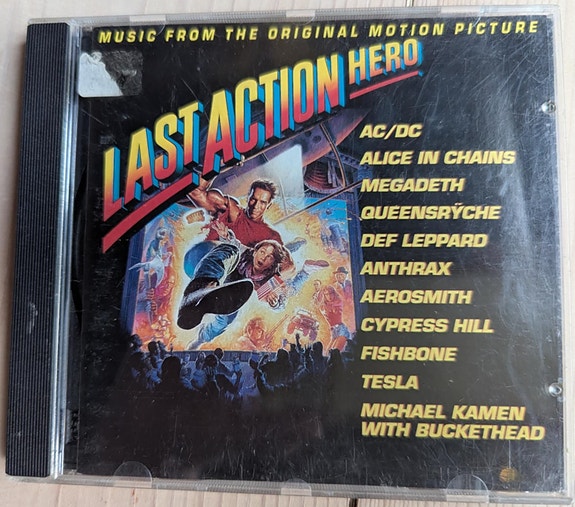 MUSIC FROM THE ORIGINAL MOTION PICTURE
LAST ACTION HERO
AC/DC
ALICE IN CHAINS
MEGADETH
QUEENSRŸCHE
DEF LEPPARD
ANTHRAX
AEROSMITH
CYPRESS HILL
FISHBONE
TESLA
MICHAEL KAMEN
WITH BUCKETHEAD